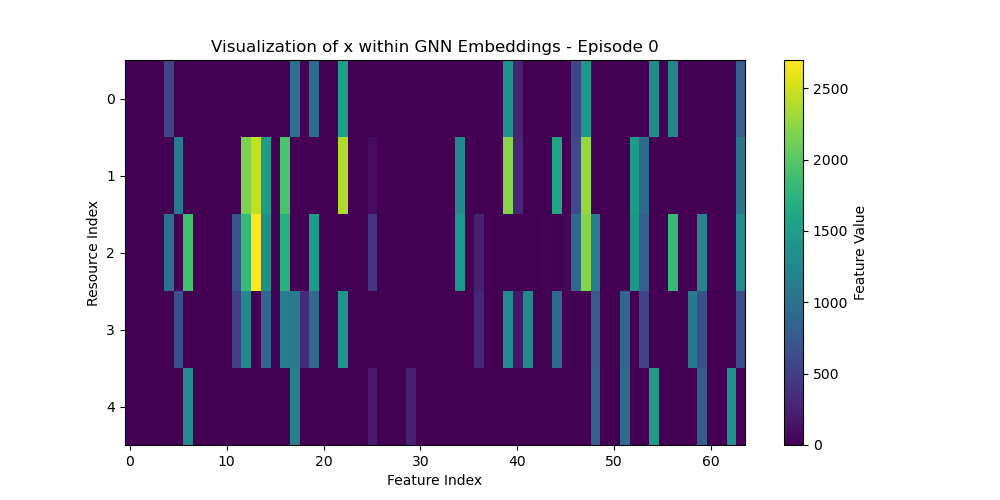 Visualization of x within GNN Embeddings - Episode 0
Resource Index
0
1
2
3
4
0 10 20 30 40 50 60
Feature Index
2500
2000
1500
1000
500
0
Feature Value